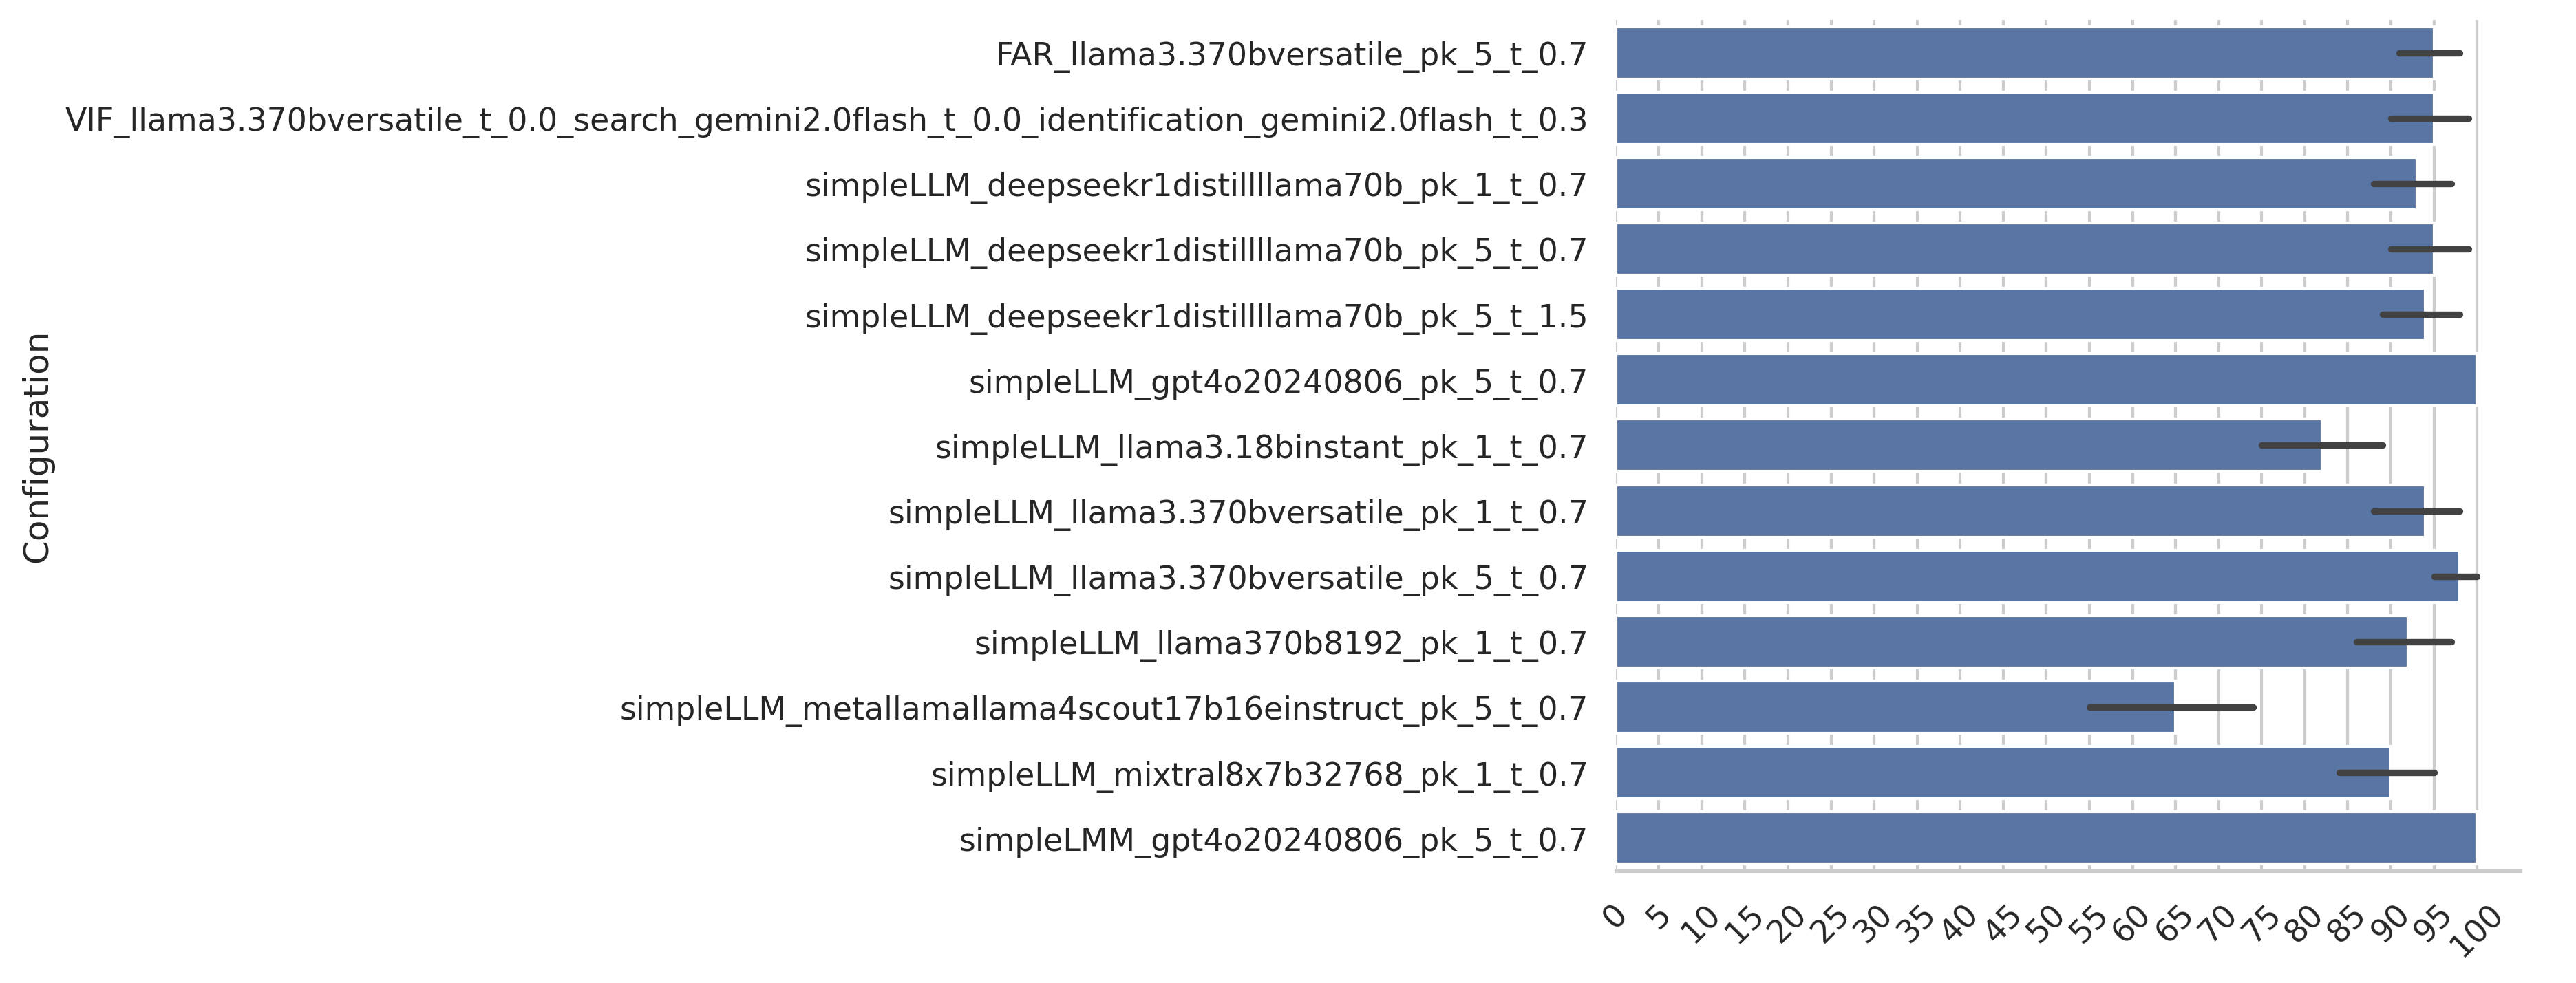 FAR_llama3.370bversatile_pk_5_t_0.7
VIF_llama3.370bversatile_t_0.0_search_gemini2.0flash_t_0.0_identification_gemini2.0flash_t_0.3
simpleLLM_deepseekr1distillllama70b_pk_1_t_0.7
simpleLLM_deepseekr1distillllama70b_pk_5_t_0.7
simpleLLM_deepseekr1distillllama70b_pk_5_t_1.5
simpleLLM_gpt4o20240806_pk_5_t_0.7
simpleLLM_llama3.18binstant_pk_1_t_0.7
simpleLLM_llama3.370bversatile_pk_1_t_0.7
simpleLLM_llama3.370bversatile_pk_5_t_0.7
simpleLLM_llama370b8192_pk_1_t_0.7
simpleLLM_metallamallama4scout17b16einstruct_pk_5_t_0.7
simpleLLM_mixtral8x7b32768_pk_1_t_0.7
simpleLMM_gpt4o20240806_pk_5_t_0.7
Configuration
0 5 10 15 20 25 30 35 40 45 50 55 60 65 70 75 80 85 90 95 100